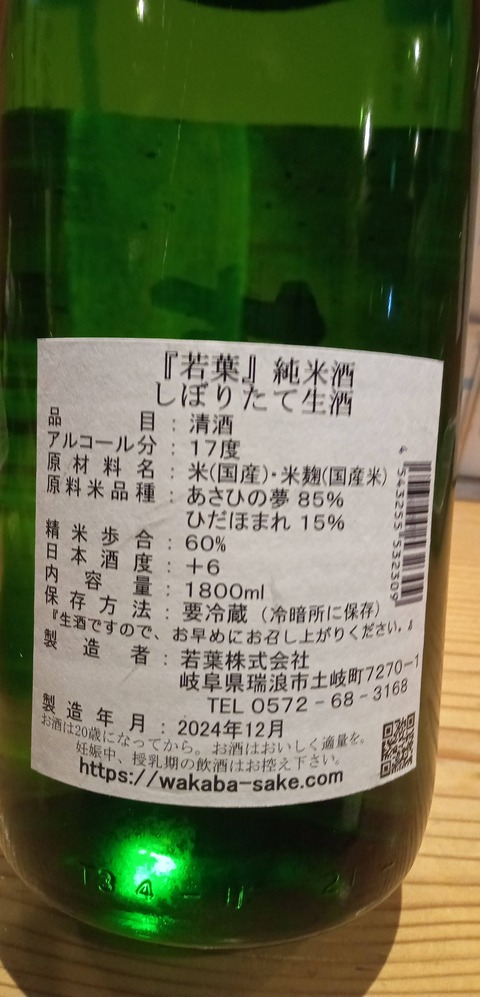 『若葉』純米酒
しぼりたて生酒
品目：清酒
アルコール分：17度
原材料名：米(国産)・米麹(国産米)
原料米品種：あさひの夢 85%
ひだほまれ 15%
精米歩合：60%
日本酒度：＋6
内容量：1800ml
保存方法：要冷蔵（冷暗所に保存）
『生酒ですので、お早めにお召し上がりください。』
製造者：若葉株式会社
岐阜県瑞浪市土岐町7270-1
TEL 0572-68-3168
製造年月：2024年12月
お酒は20歳になってから。お酒はおいしく適量を。
妊娠中、授乳期の飲酒はお控え下さい。
https://wakaba-sake.com
4 543255 532309